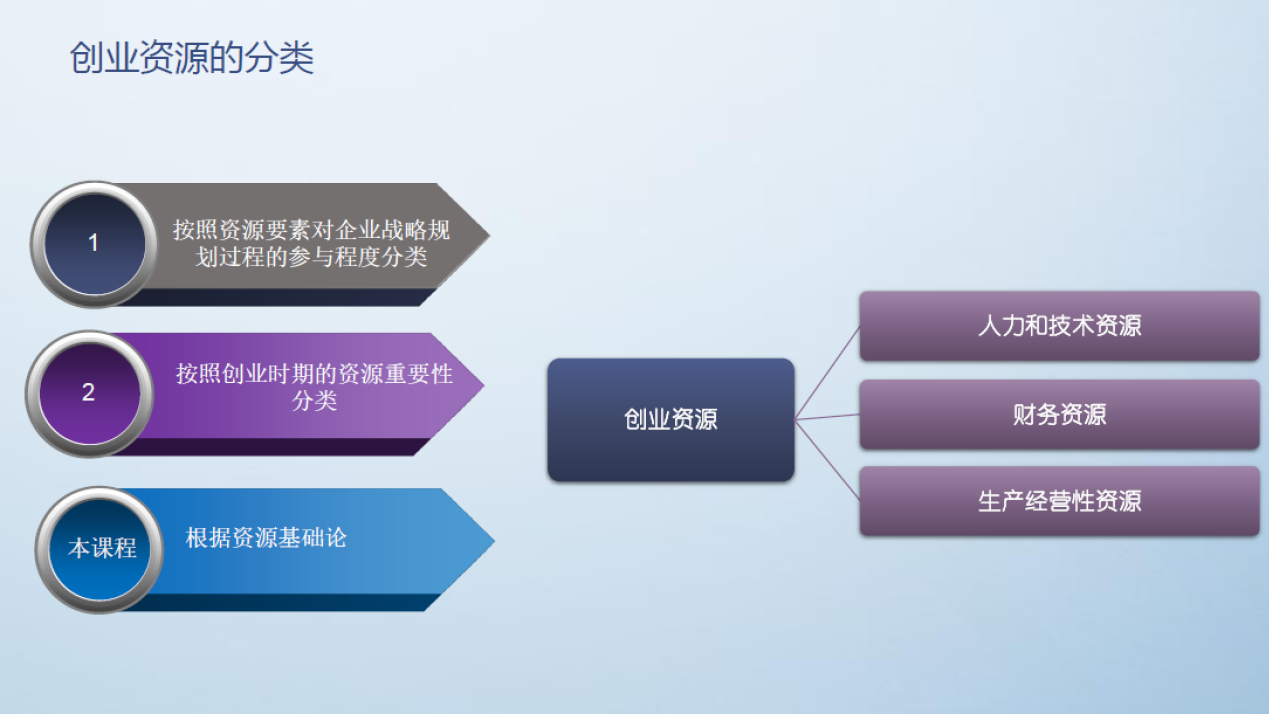 创业资源的分类
1
按照资源要素对企业战略规
划过程的参与程度分类
2
按照创业时期的资源重要性
分类
本课程
根据资源基础论
创业资源
人力和技术资源
财务资源
生产经营性资源